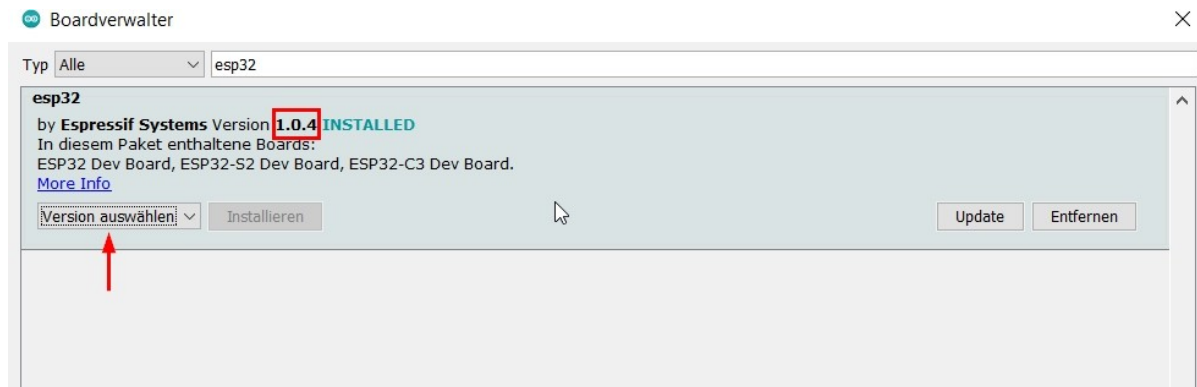 Boardverwalter
Typ Alle esp32
esp32
by Espressif Systems Version 1.0.4 INSTALLED
In diesem Paket enthaltene Boards:
ESP32 Dev Board, ESP32-S2 Dev Board, ESP32-C3 Dev Board.
More Info
Version auswählen Installieren Update Entfernen